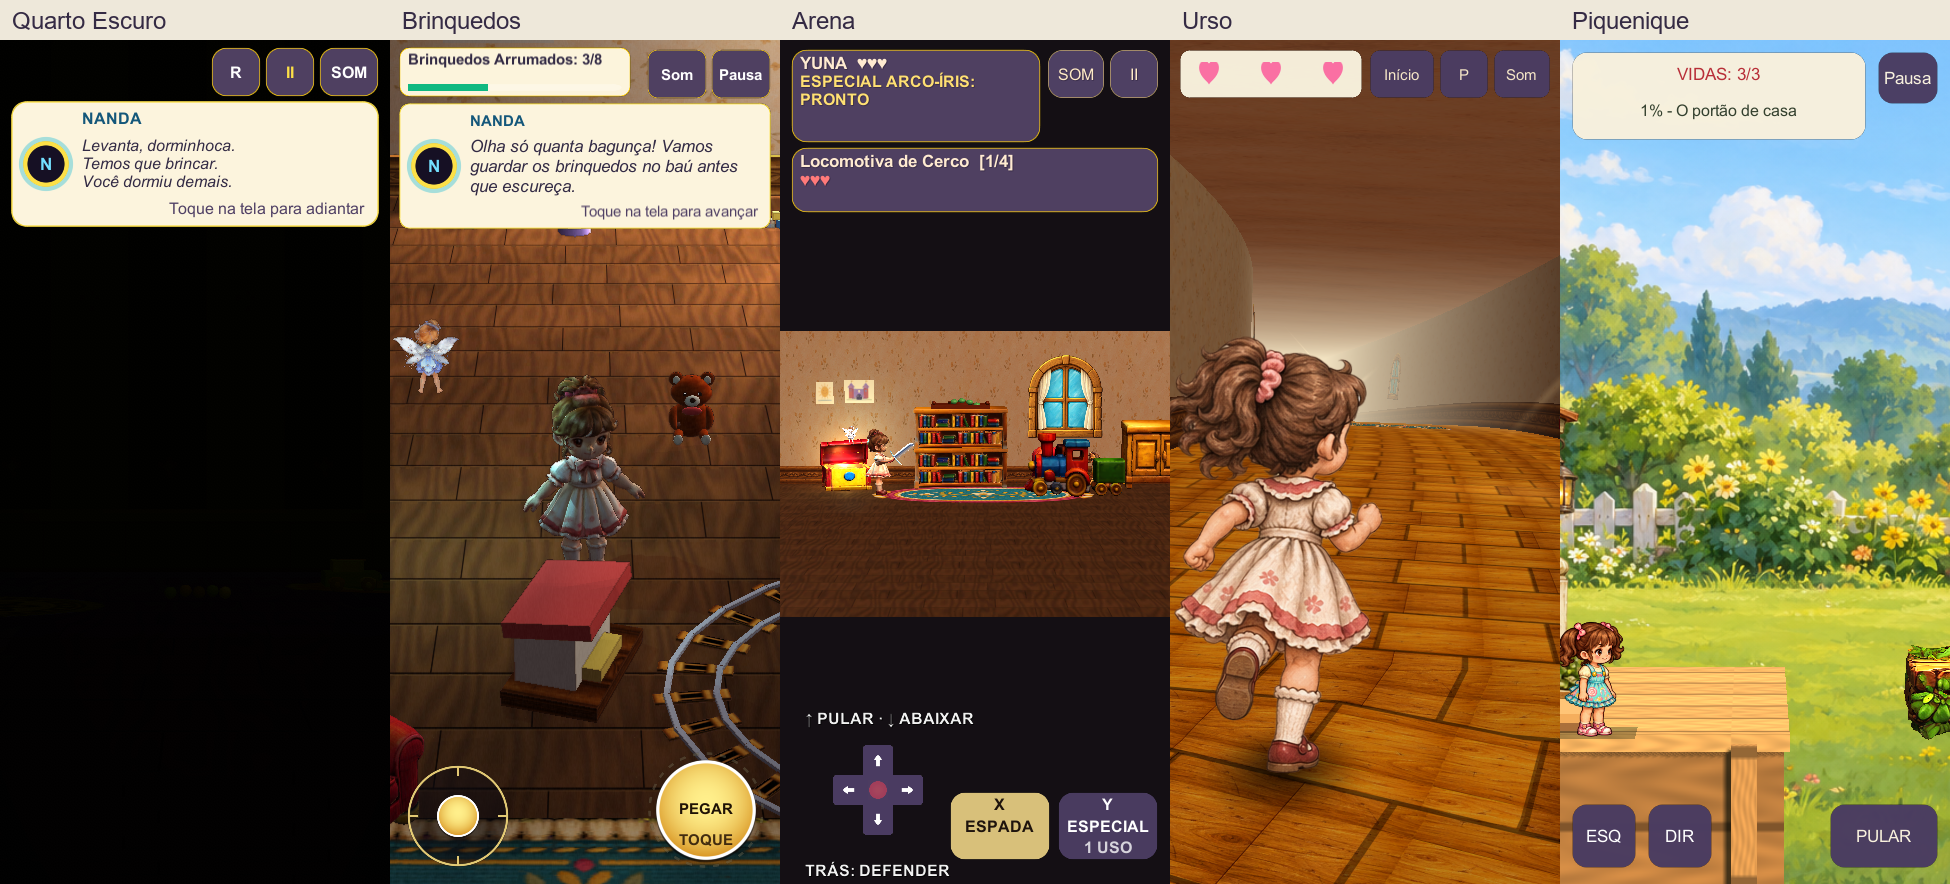 Quarto Escuro
R
II
SOM
NANDA
N
Levanta, dorminhoca.
Temos que brincar.
Você dormiu demais.
Toque na tela para adiantar
Brinquedos
Brinquedos Arrumados: 3/8
Som
Pausa
NANDA
N
Olha só quanta bagunça! Vamos
guardar os brinquedos no baú antes
que escureça.
Toque na tela para avançar
PEGAR
TOQUE
Arena
YUNA ♥♥♥
ESPECIAL ARCO-ÍRIS:
PRONTO
SOM
II
Locomotiva de Cerco [1/4]
♥♥♥
↑ PULAR · ↓ ABAIXAR
X
ESPADA
Y
ESPECIAL
1 USO
TRÁS: DEFENDER
Urso
Início
P
Som
Piquenique
VIDAS: 3/3
1% - O portão de casa
Pausa
ESQ
DIR
PULAR